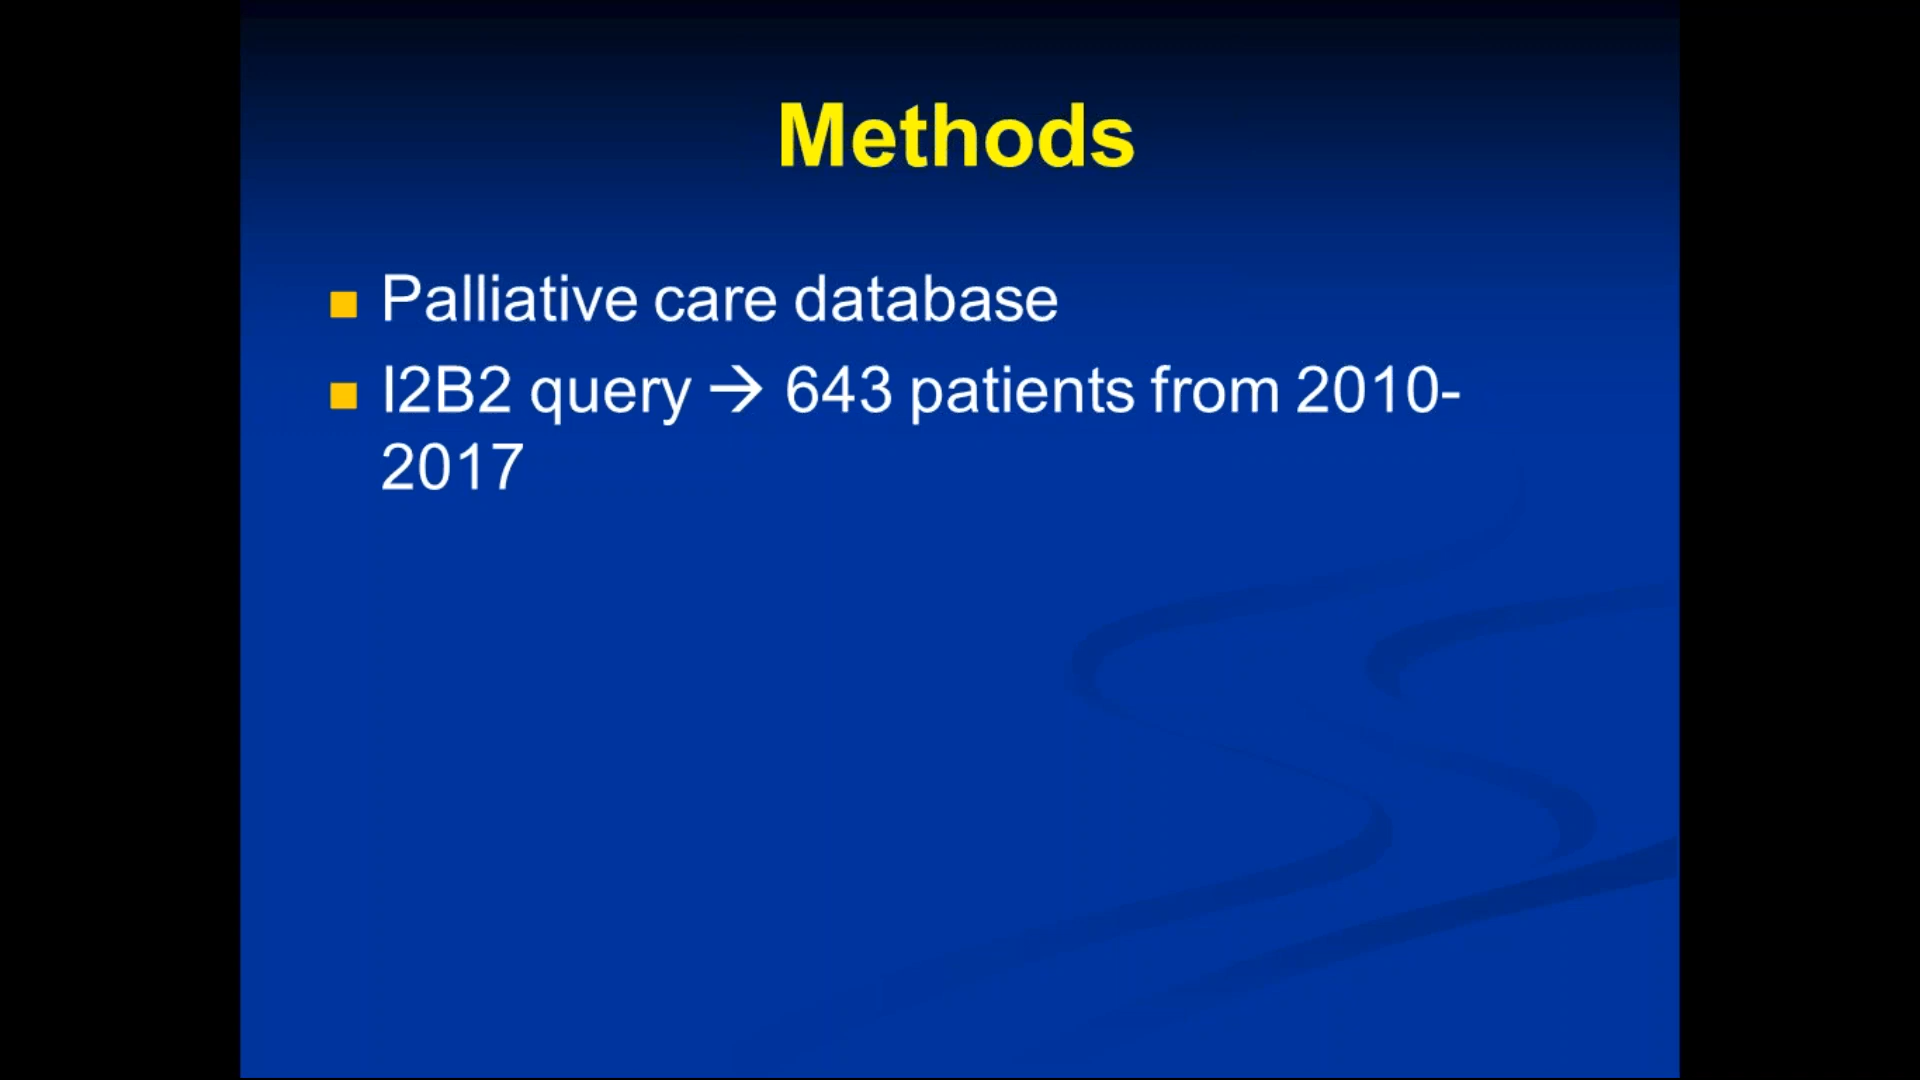 Methods
Palliative care database
I2B2 query → 643 patients from 2010-
2017